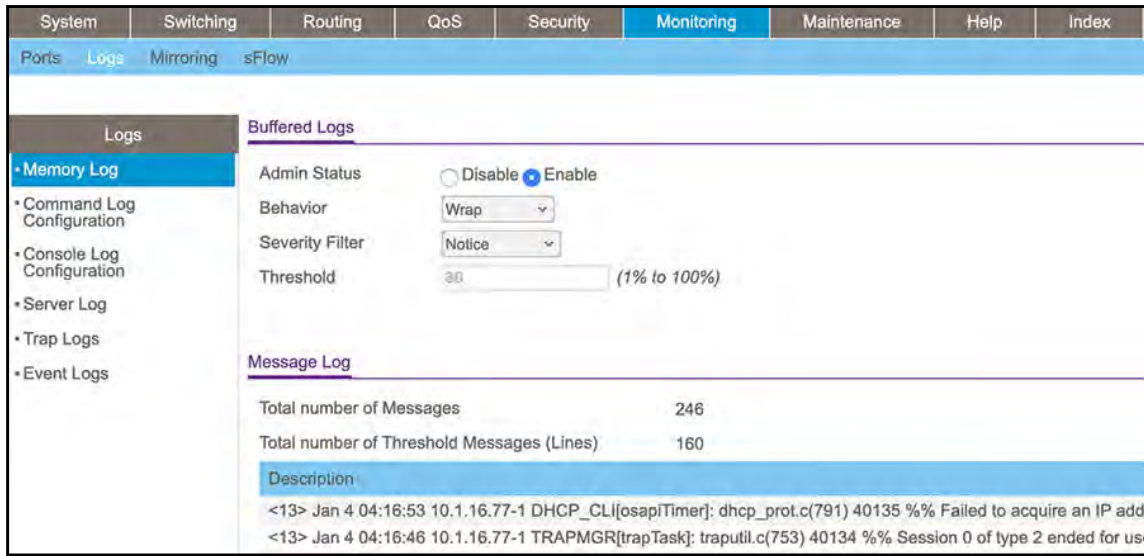 System Switching Routing QoS Security Monitoring Maintenance Help Index
Ports Logs Mirroring sFlow
Logs
Memory Log
Command Log
Configuration
Console Log
Configuration
Server Log
Trap Logs
Event Logs
Buffered Logs
Admin Status Disable Enable
Behavior Wrap
Severity Filter Notice
Threshold (1% to 100%)
Message Log
Total number of Messages 246
Total number of Threshold Messages (Lines) 160
Description
<13> Jan 4 04:16:53 10.1.16.77-1 DHCP_CLI[osapiTimer]: dhcp_prot.c(791) 40135 %% Failed to acquire an IP add
<13> Jan 4 04:16:46 10.1.16.77-1 TRAPMGR[trapTask]: traputil.c(753) 40134 %% Session 0 of type 2 ended for us